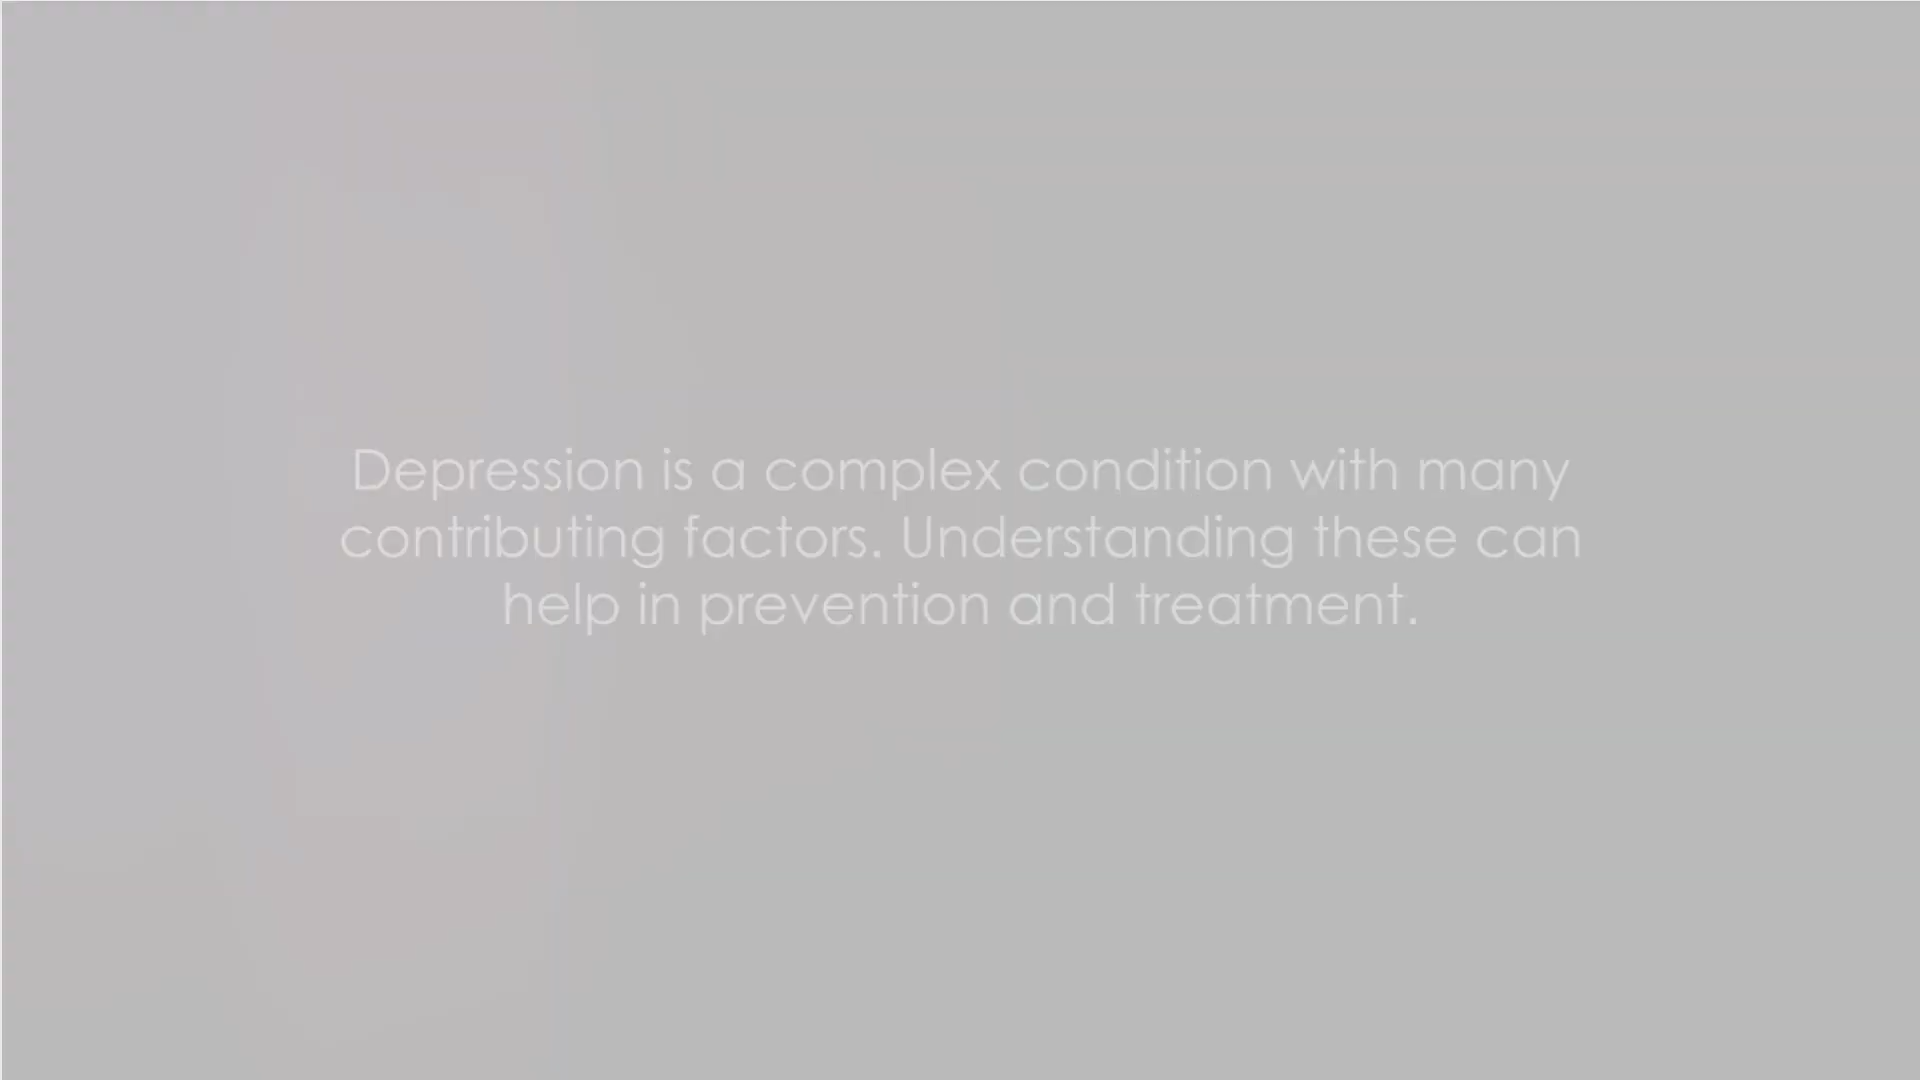 Depression is a complex condition with many
contributing factors. Understanding these can
help in prevention and treatment.